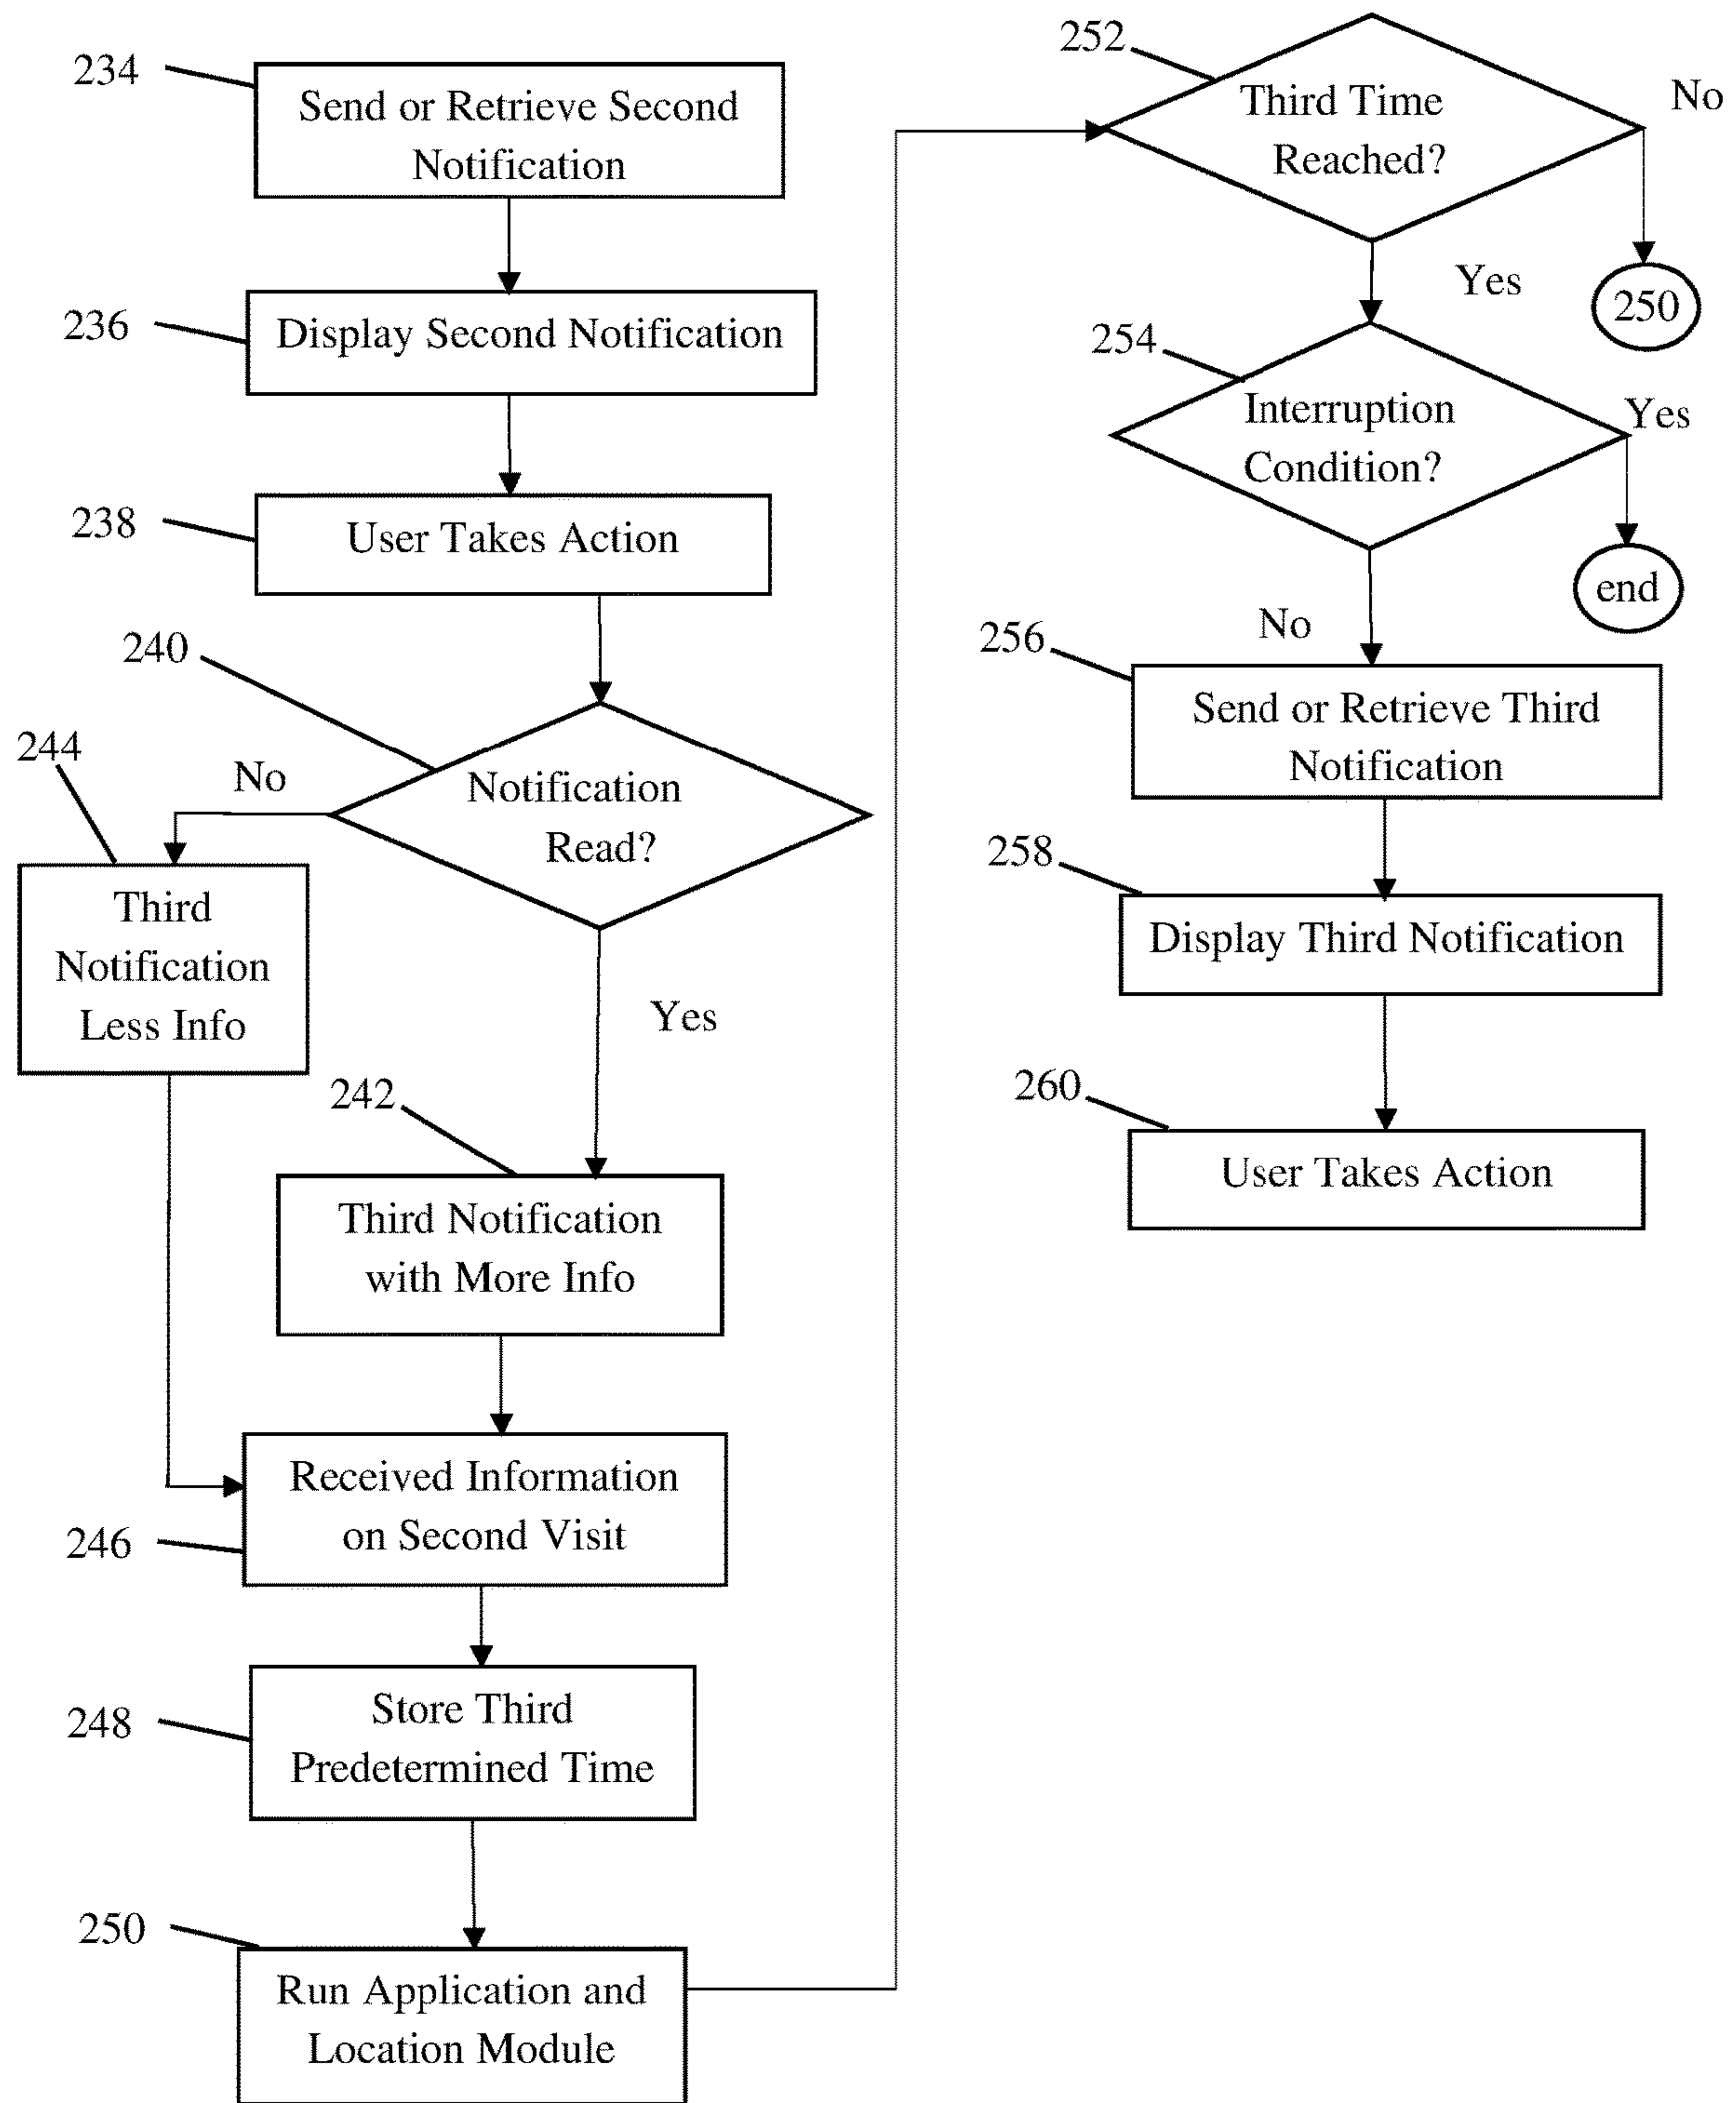 234
Send or Retrieve Second
Notification
236
Display Second Notification
238
User Takes Action
240
Notification
Read?
No
244
Third
Notification
Less Info
Yes
242
Third Notification
with More Info
Received Information
on Second Visit
246
Store Third
Predetermined Time
248
250
Run Application and
Location Module
252
Third Time
Reached?
No
250
Yes
254
Interruption
Condition?
Yes
end
No
256
Send or Retrieve Third
Notification
258
Display Third Notification
260
User Takes Action